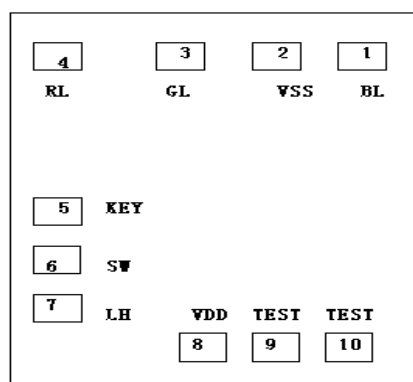 4 3 2 1
RL GL VSS BL
5 KEY
6 SW
7 LH
VDD TEST TEST
8 9 10